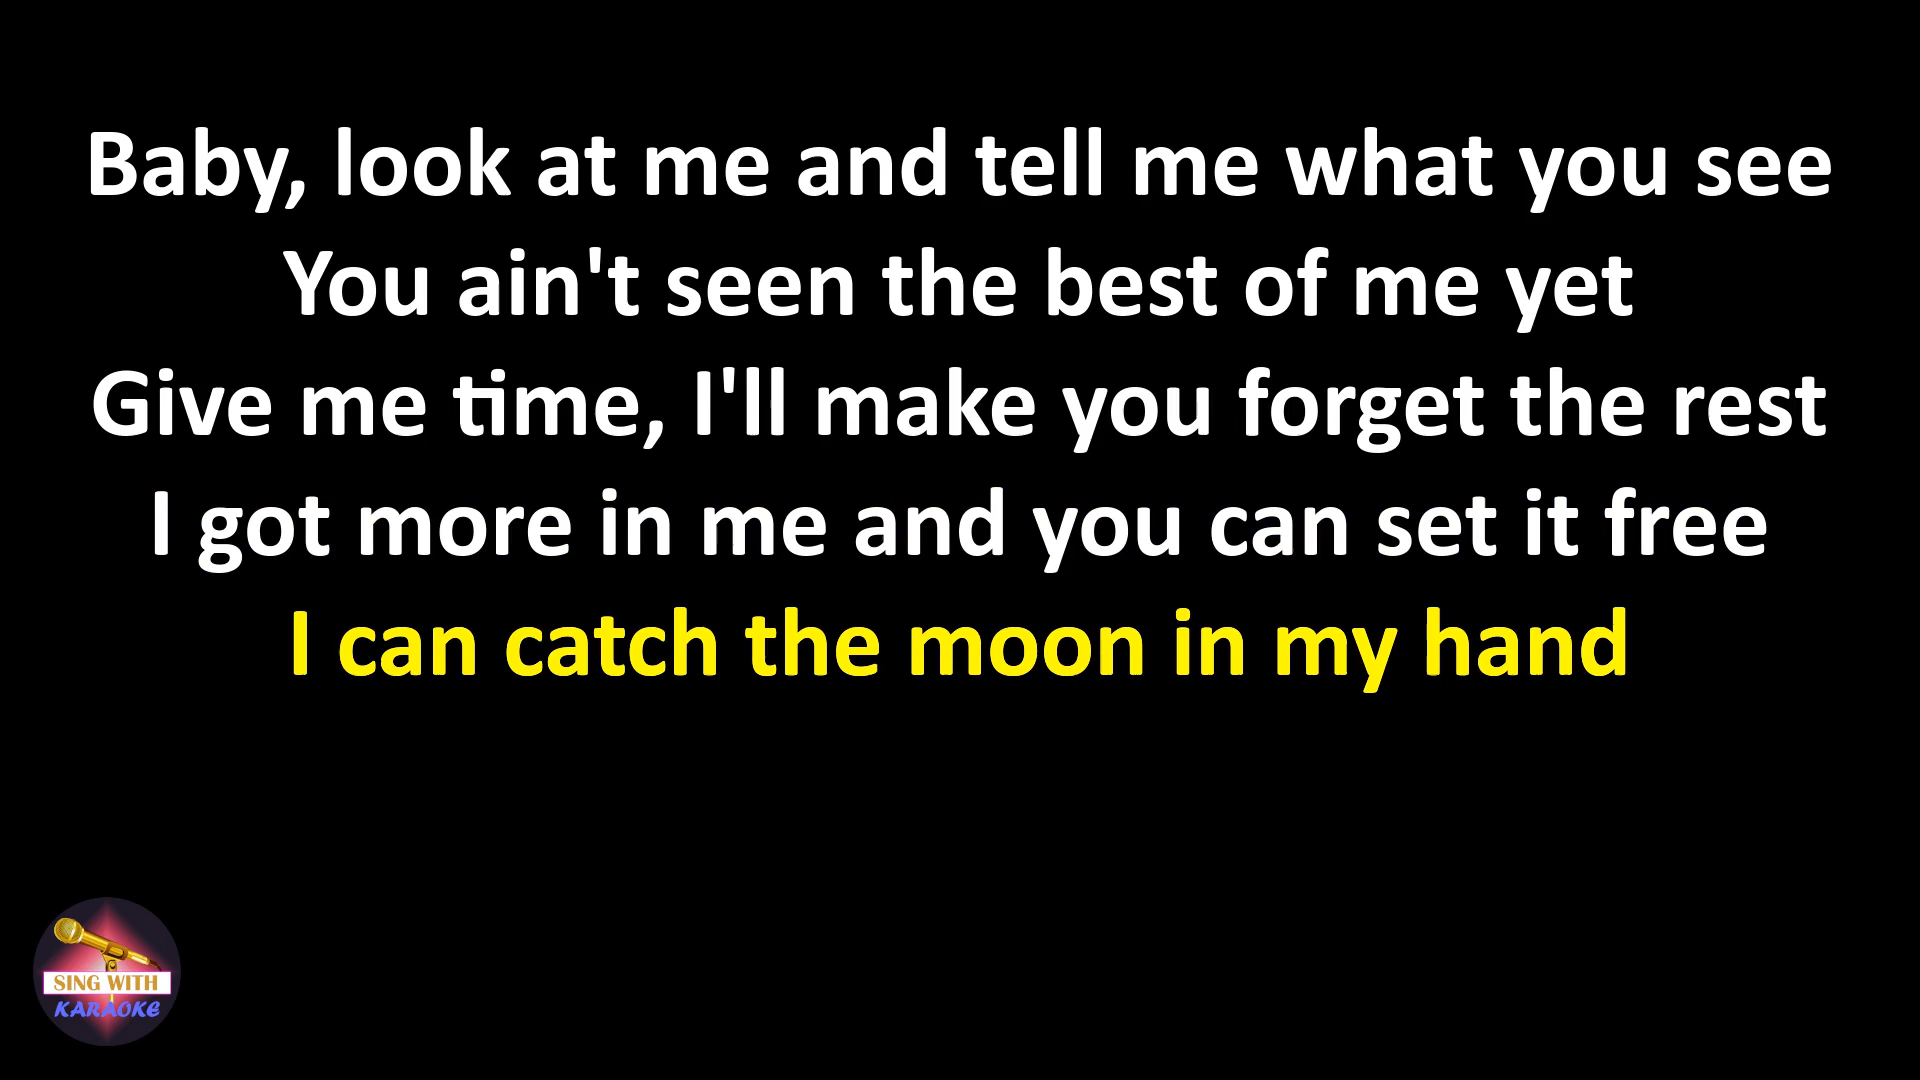 Baby, look at me and tell me what you see
You ain't seen the best of me yet
Give me time, I'll make you forget the rest
I got more in me and you can set it free
I can catch the moon in my hand
SING WITH
KARAOKE